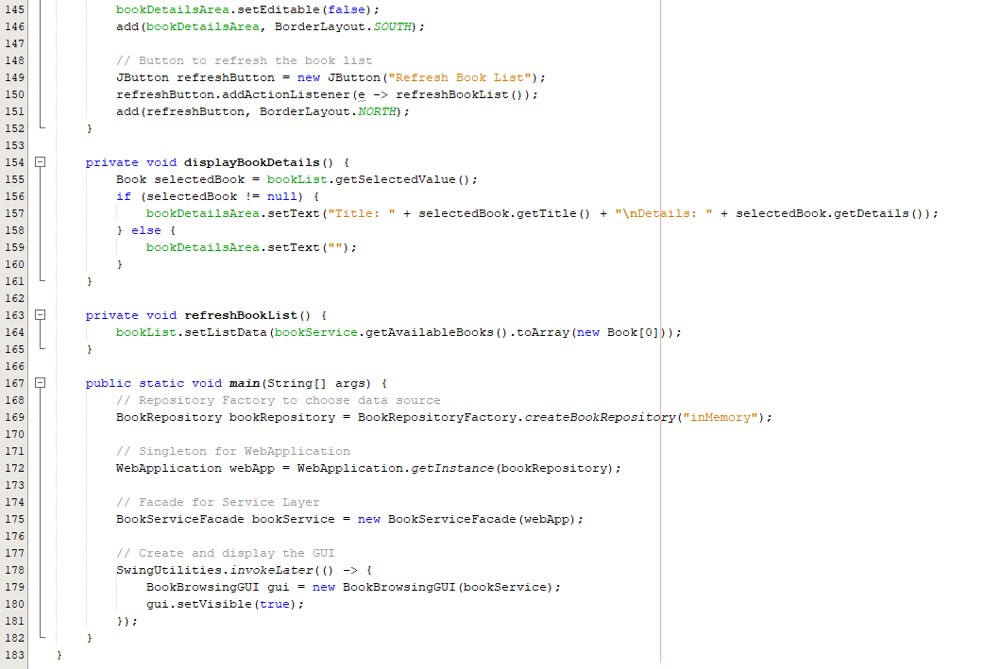 145 bookDetailsArea.setEditable(false);
146 add(bookDetailsArea, BorderLayout.SOUTH);
147
148 // Button to refresh the book list
149 JButton refreshButton = new JButton("Refresh Book List");
150 refreshButton.addActionListener(e -> refreshBookList());
151 add(refreshButton, BorderLayout.NORTH);
152 }
153
154 private void displayBookDetails() {
155 Book selectedBook = bookList.getSelectedValue();
156 if (selectedBook != null) {
157 bookDetailsArea.setText("Title: " + selectedBook.getTitle() + "\nDetails: " + selectedBook.getDetails());
158 } else {
159 bookDetailsArea.setText("");
160 }
161 }
162
163 private void refreshBookList() {
164 bookList.setListData(bookService.getAvailableBooks().toArray(new Book[0]));
165 }
166
167 public static void main(String[] args) {
168 // Repository Factory to choose data source
169 BookRepository bookRepository = BookRepositoryFactory.createBookRepository("inMemory");
170
171 // Singleton for WebApplication
172 WebApplication webApp = WebApplication.getInstance(bookRepository);
173
174 // Facade for Service Layer
175 BookServiceFacade bookService = new BookServiceFacade(webApp);
176
177 // Create and display the GUI
178 SwingUtilities.invokeLater(() -> {
179 BookBrowsingGUI gui = new BookBrowsingGUI(bookService);
180 gui.setVisible(true);
181 });
182 }
183 }